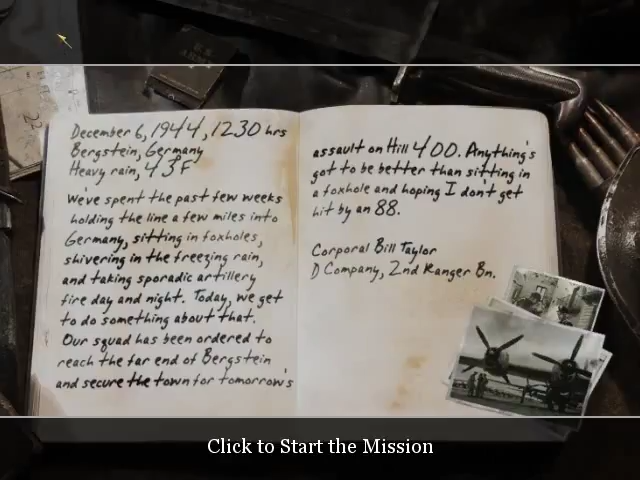 U.S. ARMY
December 6, 1944, 1230 hrs
Bergstein, Germany
Heavy rain, 43F
We've spent the past few weeks
holding the line a few miles into
Germany, sitting in foxholes,
shivering in the freezing rain,
and taking sporadic artillery
fire day and night. Today, we get
to do something about that.
Our squad has been ordered to
reach the far end of Bergstein
and secure the town for tomorrow's
assault on Hill 400. Anything's
got to be better than sitting in
a foxhole and hoping I don't get
hit by an 88.
Corporal Bill Taylor
D Company, 2nd Ranger Bn.
Click to Start the Mission